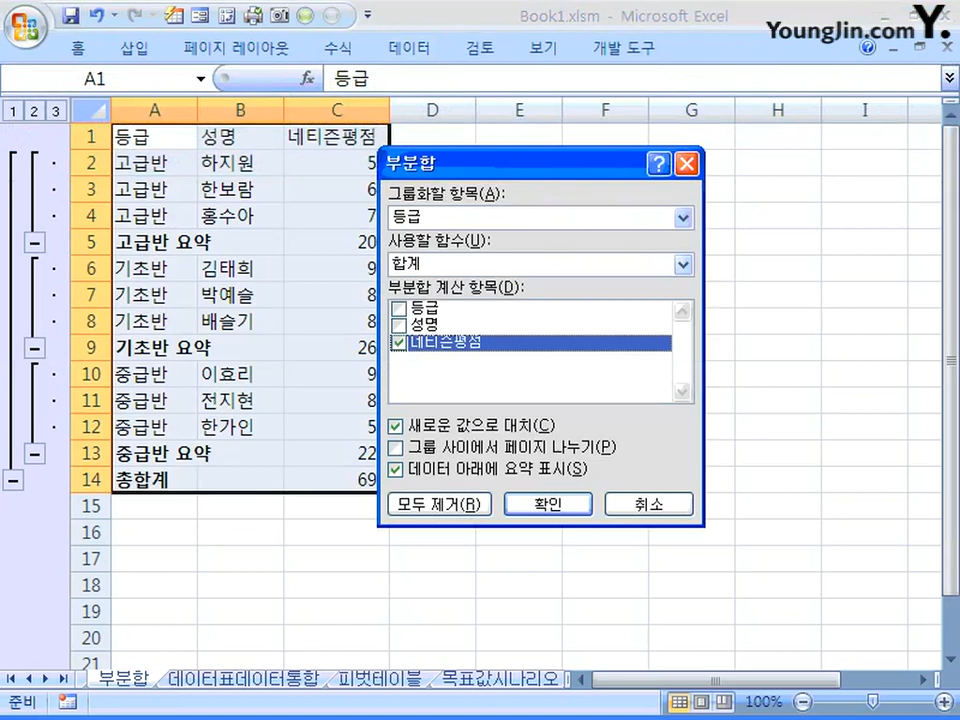 Book1.xlsm - Microsoft Excel
YoungJin.com Y.
홈 삽입 페이지 레이아웃 수식 데이터 검토 보기 개발 도구
A1 fx 등급
1 2 3 A B C D E F G H I
1 등급 성명 네티즌평점
2 고급반 하지원 5
3 고급반 한보람 6
4 고급반 홍수아 7
5 고급반 요약 20
6 기초반 김태희 9
7 기초반 박예슬 8
8 기초반 배슬기 8
9 기초반 요약 26
10 중급반 이효리 9
11 중급반 전지현 8
12 중급반 한가인 5
13 중급반 요약 22
14 총합계 69
15
16
17
18
19
20
21
부분합
그룹화할 항목(A):
등급
사용할 함수(U):
합계
부분합 계산 항목(D):
등급
성명
네티즌평점
새로운 값으로 대치(C)
그룹 사이에서 페이지 나누기(P)
데이터 아래에 요약 표시(S)
모두 제거(R) 확인 취소
부분합 데이터표데이터통합 피벗테이블 목표값시나리오
준비 100%